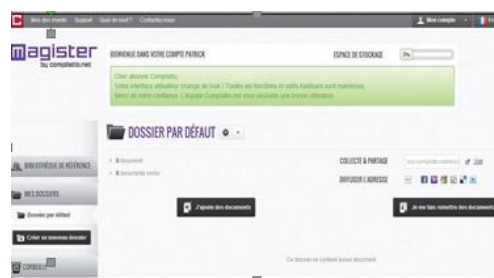 Mes documents Support Quoi de neuf ? Contactez-nous
Mon compte
magister
by compilatio.net
BIENVENUE DANS VOTRE COMPTE PATRICK
ESPACE DE STOCKAGE
Cher abonné Compilatio,
Votre interface utilisateur change de look ! Toutes les fonctions et outils habituels sont maintenus.
Merci de votre confiance. L'équipe Compilatio.net vous souhaite une bonne utilisation.
DOSSIER PAR DÉFAUT
BIBLIOTHÈQUE DE RÉFÉRENCE
MES DOSSIERS
Dossier par défaut
Créer un nouveau dossier
CORBEILLE
0 document
0 documents
COLLECTE & PARTAGE
DIFFUSER L'ADRESSE
J'ajoute des documents
Je me fais remettre des documents
Ce dossier ne contient aucun document